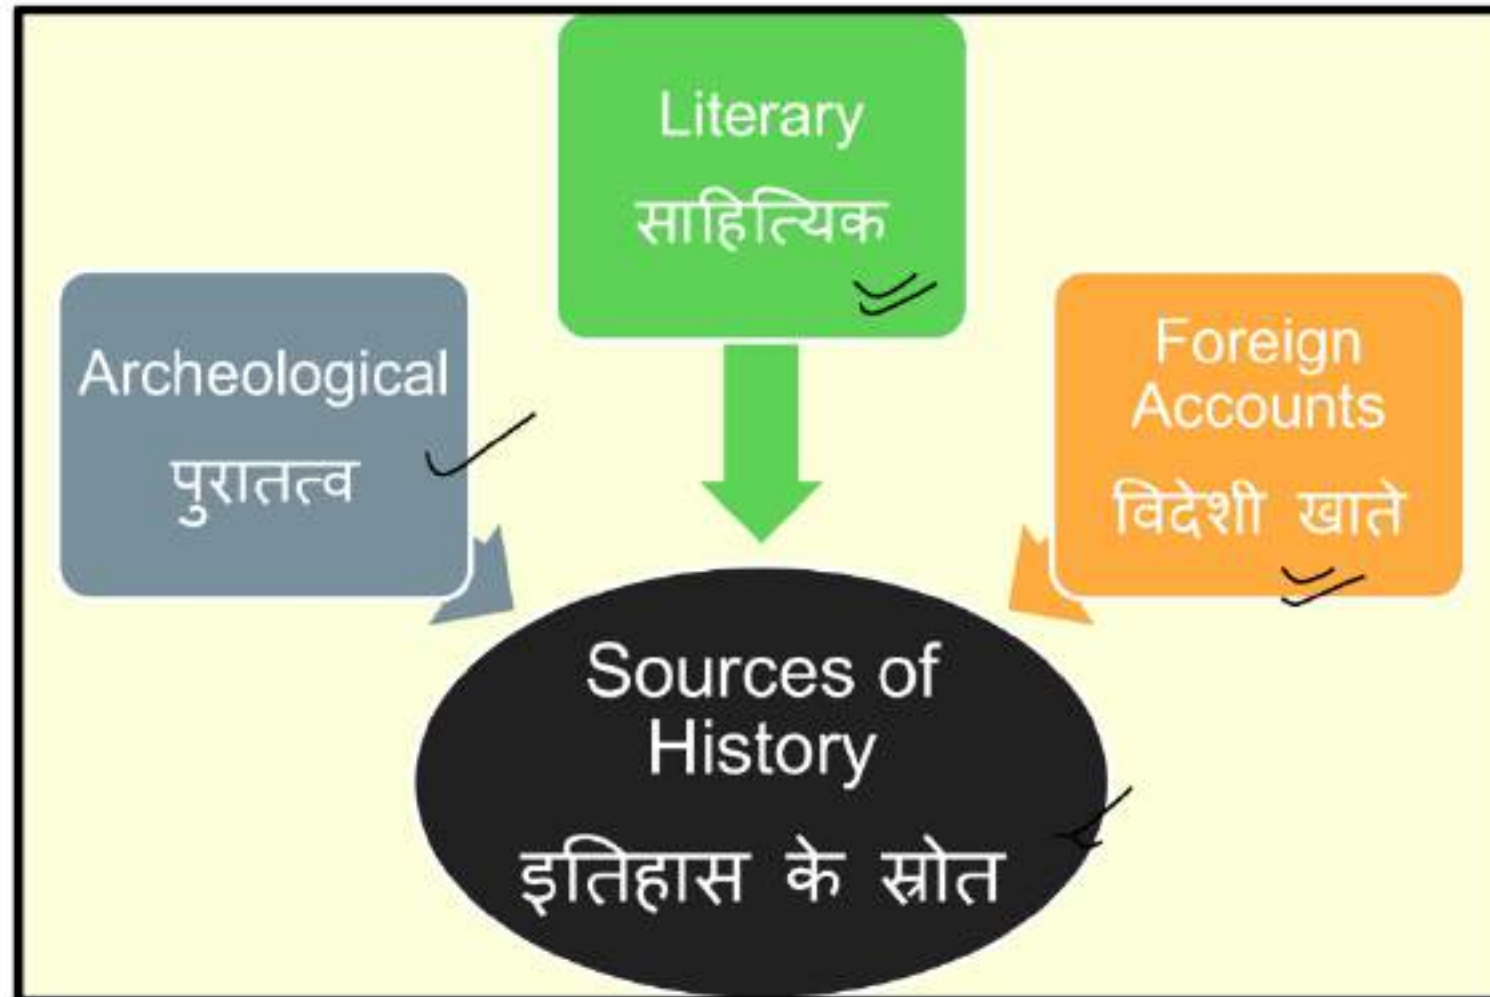 Literary
साहित्यिक
Archeological
पुरातत्व
Foreign
Accounts
विदेशी खाते
Sources of
History
इतिहास के स्रोत